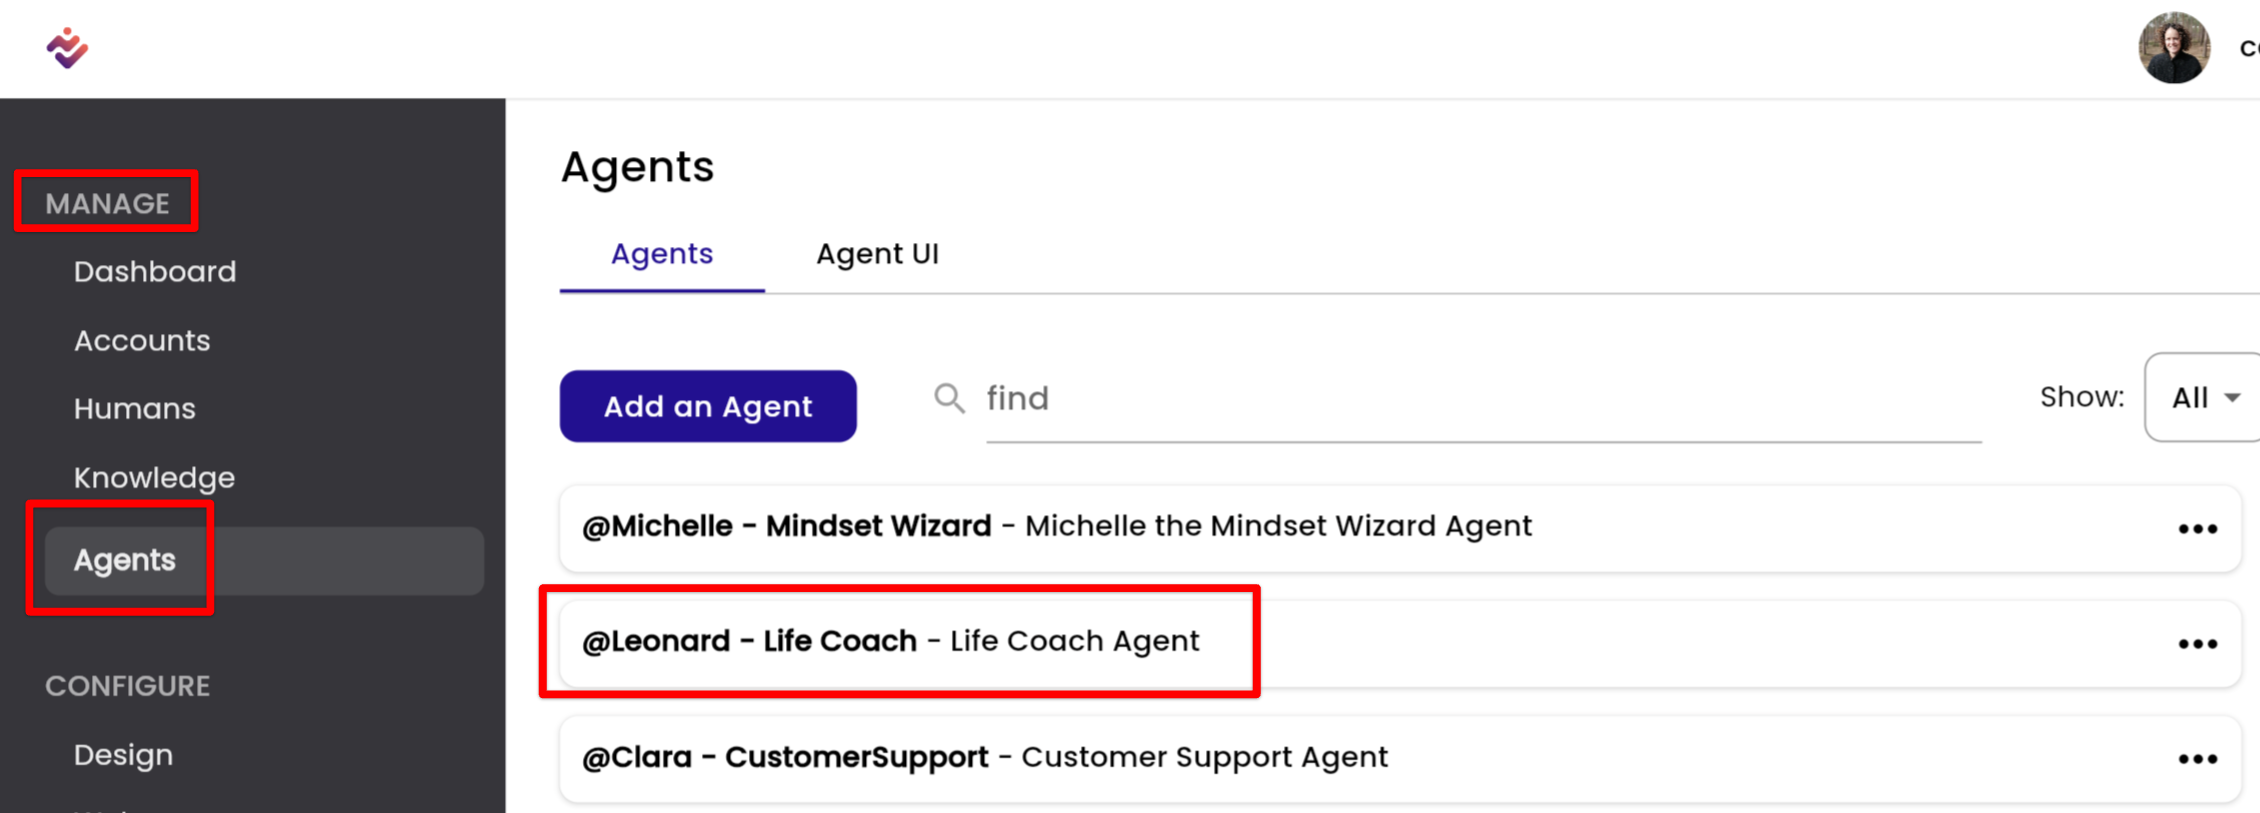 MANAGE
Dashboard
Accounts
Humans
Knowledge
Agents
CONFIGURE
Design
Agents
Agents
Agent UI
Add an Agent
find
Show:
All
@Michelle - Mindset Wizard - Michelle the Mindset Wizard Agent
@Leonard - Life Coach - Life Coach Agent
@Clara - CustomerSupport - Customer Support Agent